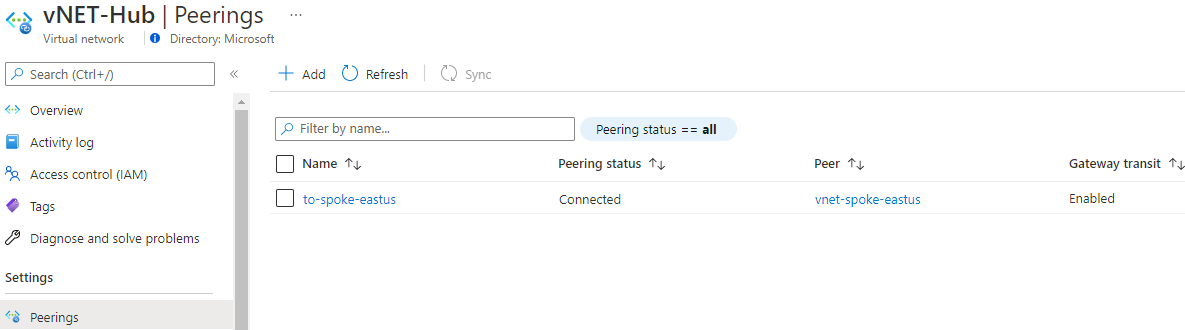 vNET-Hub | Peerings ...
Virtual network Directory: Microsoft
Search (Ctrl+/)
Overview
Activity log
Access control (IAM)
Tags
Diagnose and solve problems
Settings
Peerings
Add Refresh Sync
Filter by name... Peering status == all
Name Peering status Peer Gateway transit
to-spoke-eastus Connected vnet-spoke-eastus Enabled